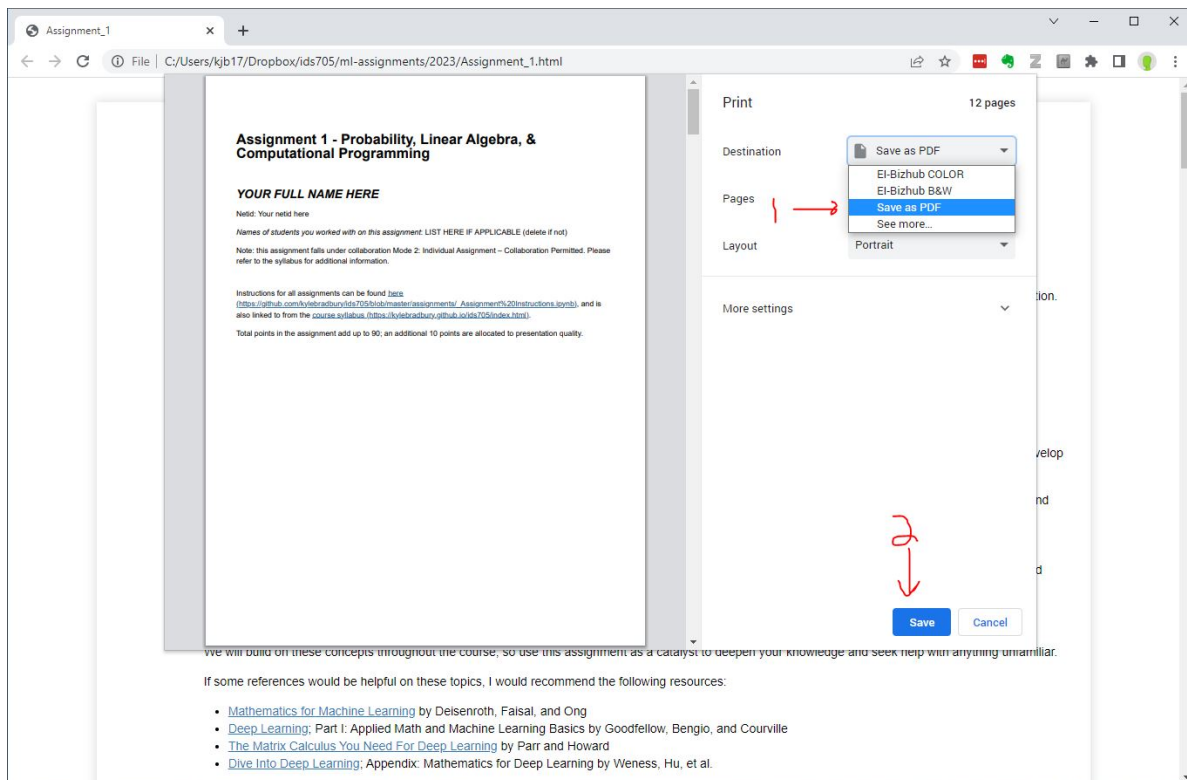 Assignment_1
File | C:/Users/kjb17/Dropbox/ids705/ml-assignments/2023/Assignment_1.html
Assignment 1 - Probability, Linear Algebra, &
Computational Programming
YOUR FULL NAME HERE
Netid: Your netid here
Names of students you worked with on this assignment: LIST HERE IF APPLICABLE (delete if not)
Note: this assignment falls under collaboration Mode 2: Individual Assignment – Collaboration Permitted. Please
refer to the syllabus for additional information.
Instructions for all assignments can be found here
(https://github.com/kylebradbury/ids705/blob/master/assignments/_Assignment%20Instructions.ipynb), and is
also linked to from the course syllabus (https://kylebradbury.github.io/ids705/index.html).
Total points in the assignment add up to 90; an additional 10 points are allocated to presentation quality.
Print 12 pages
Destination Save as PDF
EI-Bizhub COLOR
EI-Bizhub B&W
Pages 1 Save as PDF
See more...
Layout Portrait
More settings
tion.
velop
nd
2
d
Save Cancel
We will build on these concepts throughout the course, so use this assignment as a catalyst to deepen your knowledge and seek help with anything unfamiliar.
If some references would be helpful on these topics, I would recommend the following resources:
• Mathematics for Machine Learning by Deisenroth, Faisal, and Ong
• Deep Learning; Part I: Applied Math and Machine Learning Basics by Goodfellow, Bengio, and Courville
• The Matrix Calculus You Need For Deep Learning by Parr and Howard
• Dive Into Deep Learning; Appendix: Mathematics for Deep Learning by Weness, Hu, et al.